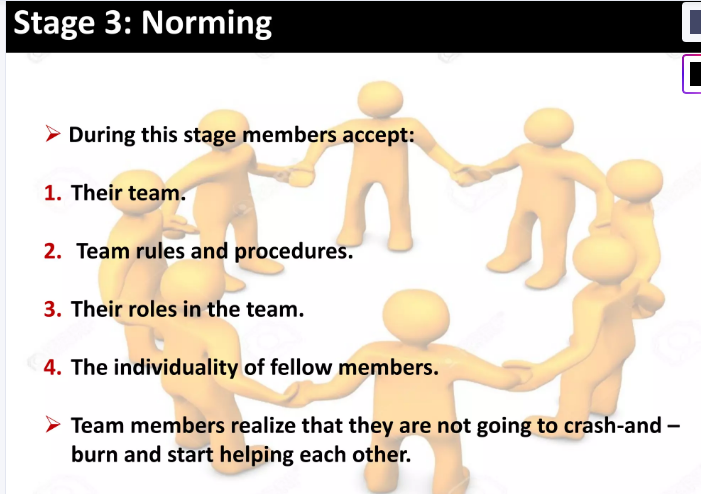 Stage 3: Norming
➢ During this stage members accept:
1. Their team.
2. Team rules and procedures.
3. Their roles in the team.
4. The individuality of fellow members.
➢ Team members realize that they are not going to crash-and –
burn and start helping each other.